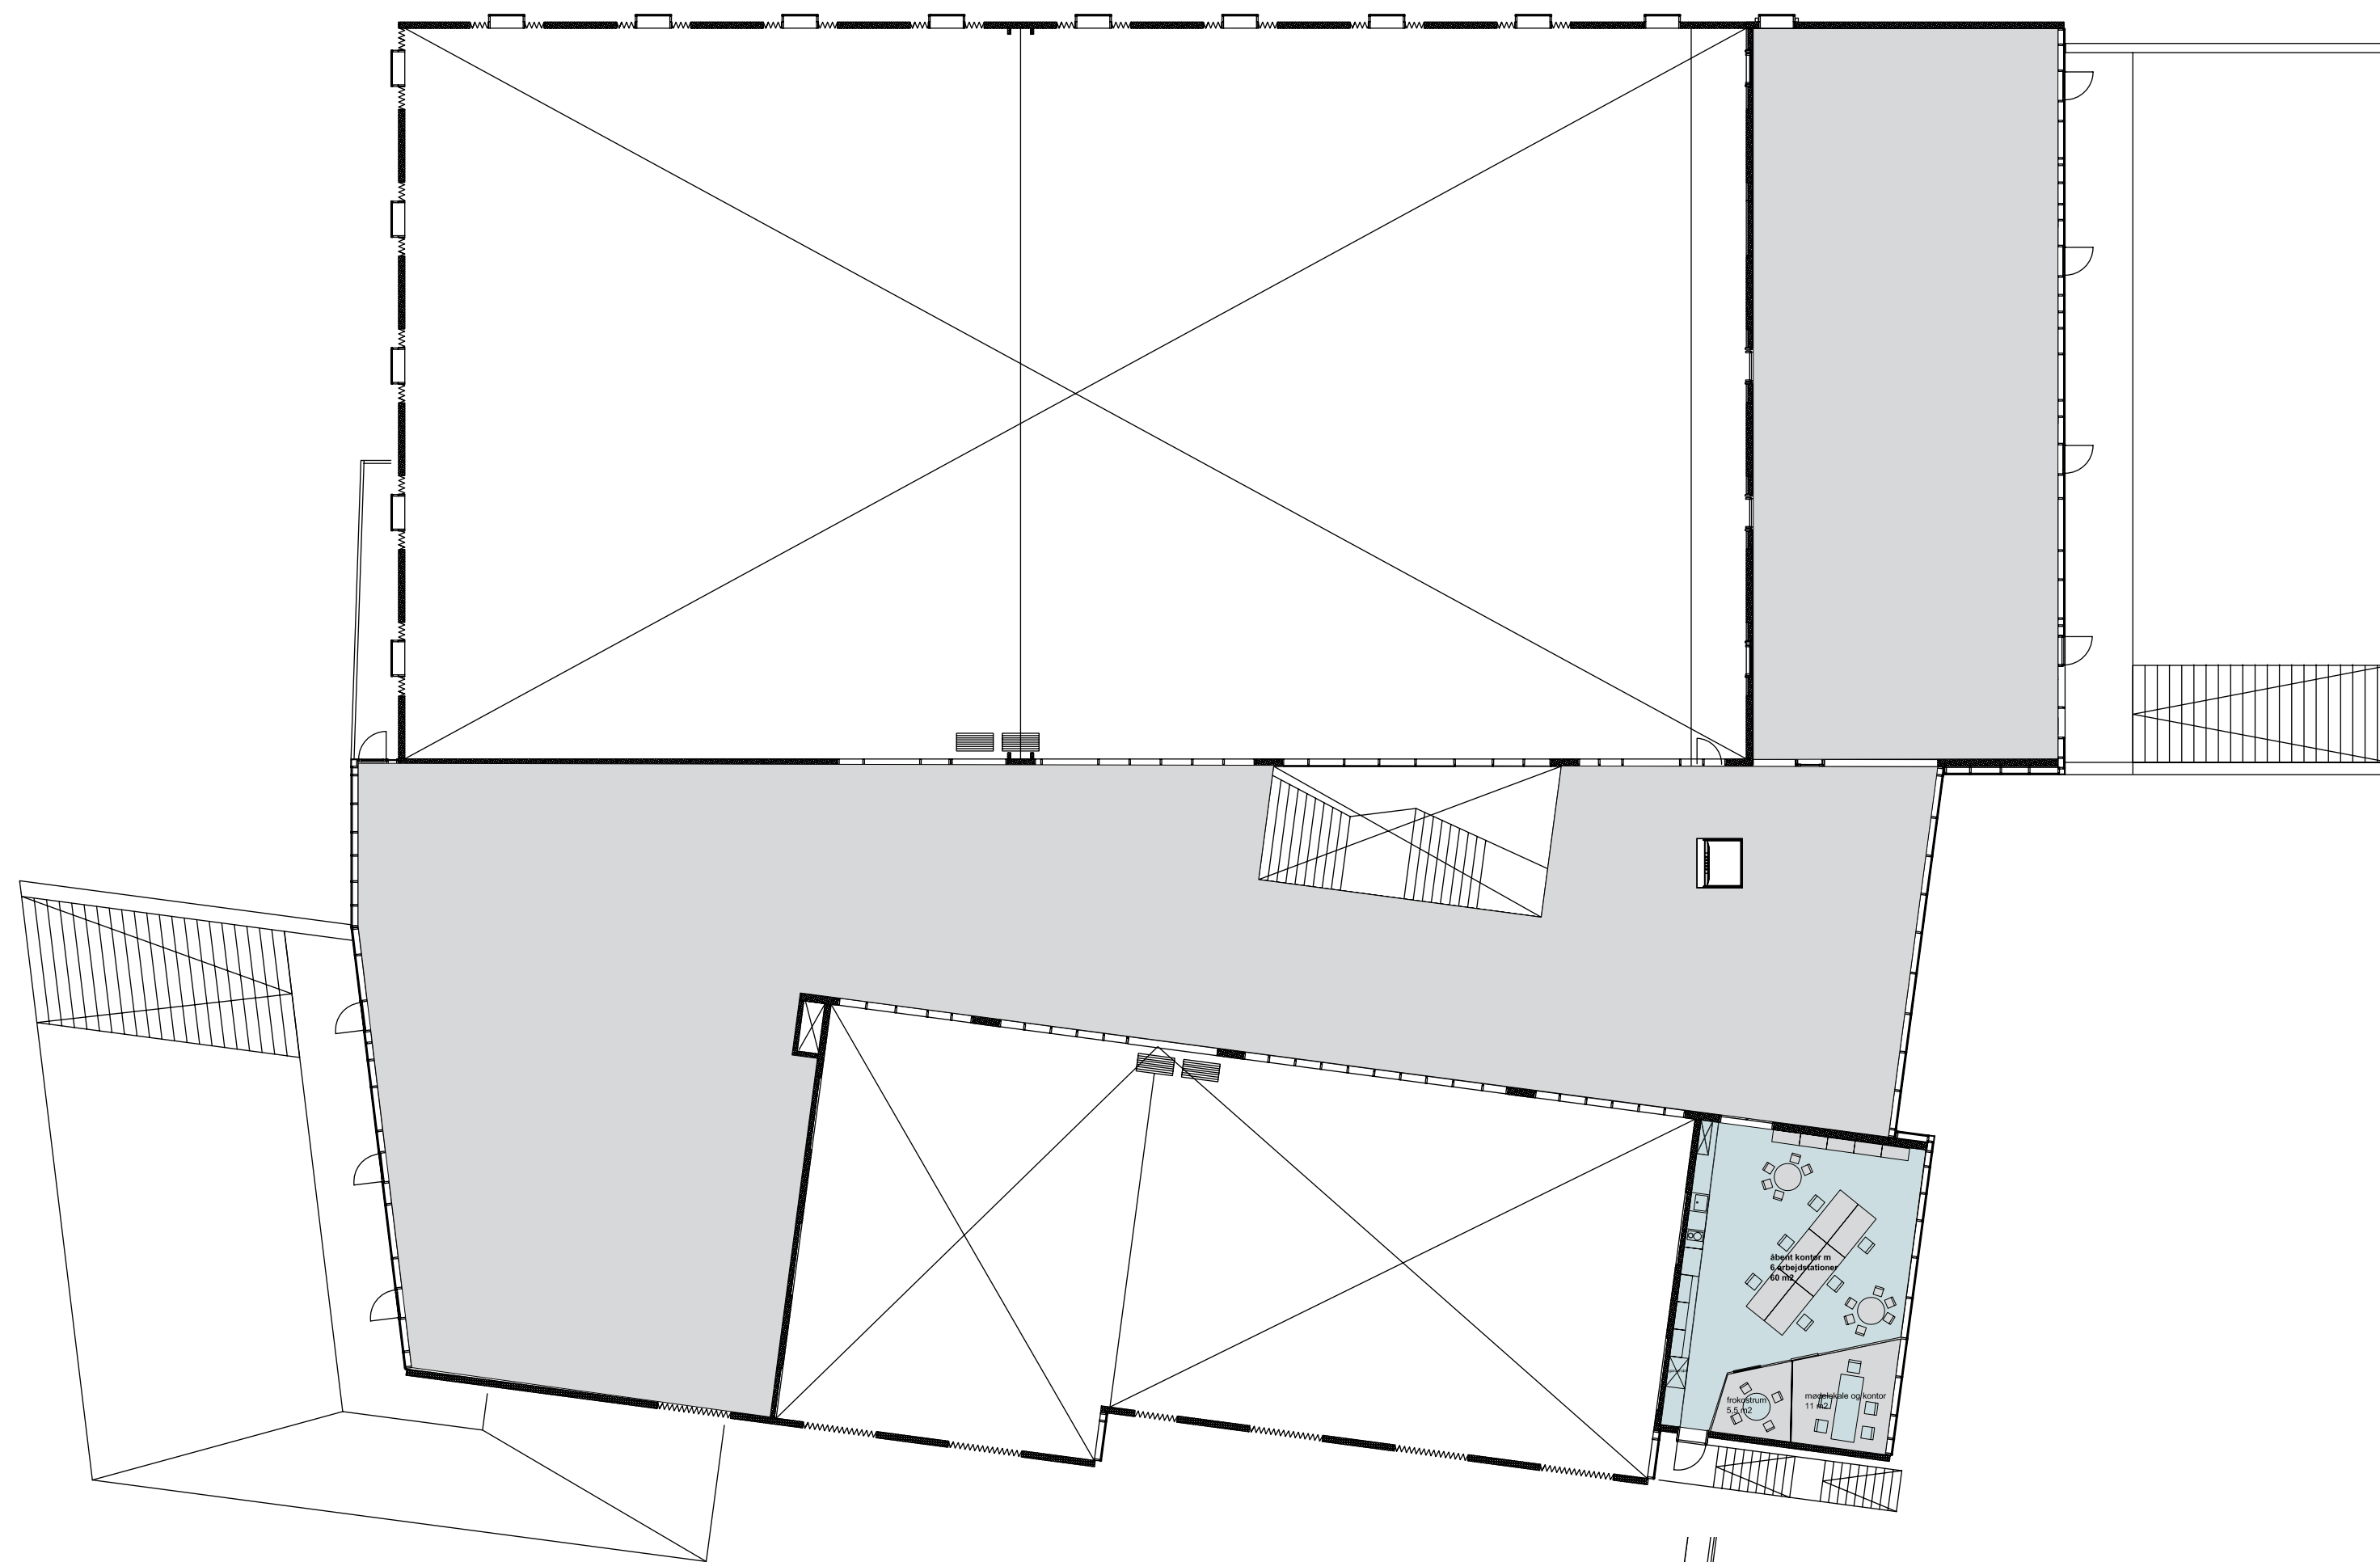 åbent kontor m
6 arbejdstationer
60 m2
frokostrum
5,5 m2
mødelokale og kontor
11 m2